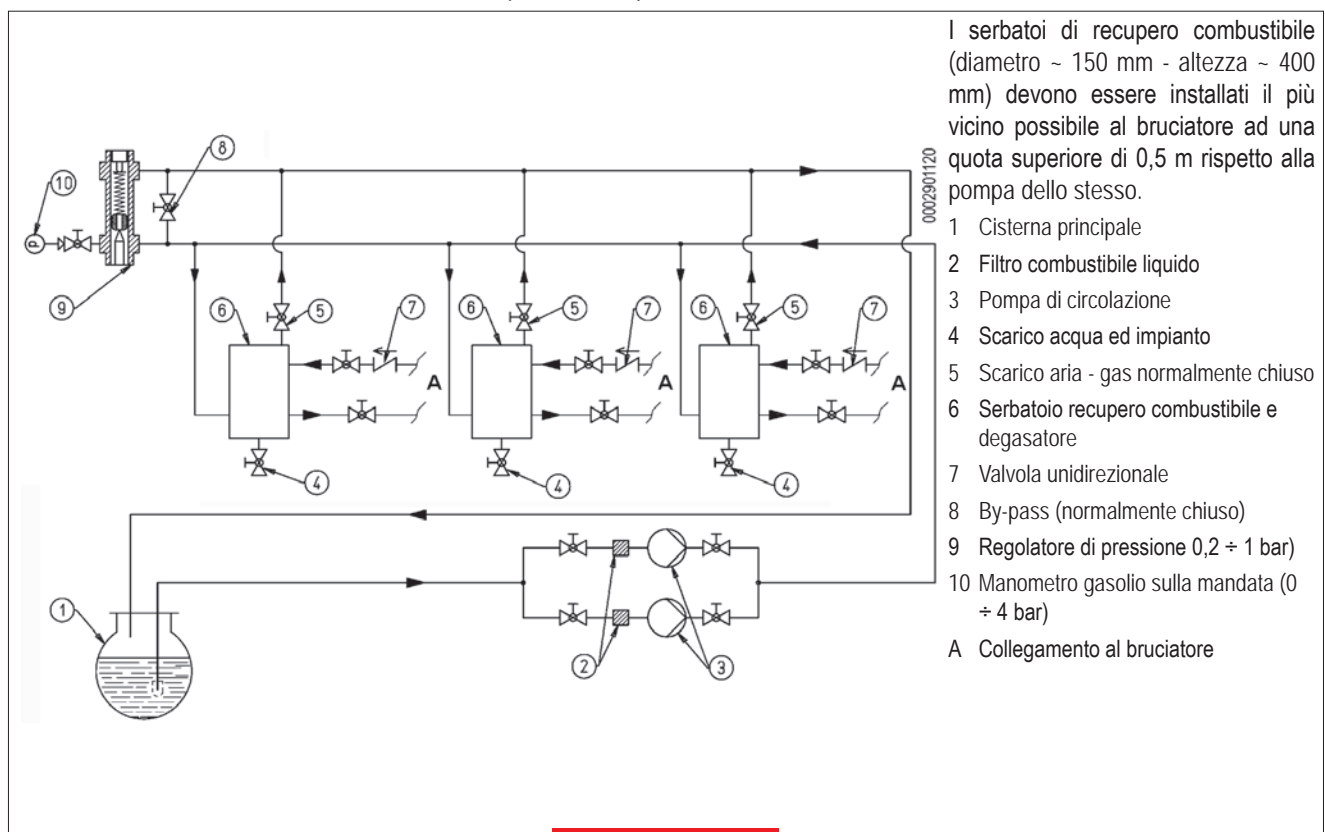 I serbatoi di recupero combustibile
(diametro ~ 150 mm - altezza ~ 400
mm) devono essere installati il più
vicino possibile al bruciatore ad una
quota superiore di 0,5 m rispetto alla
pompa dello stesso.
1 Cisterna principale
2 Filtro combustibile liquido
3 Pompa di circolazione
4 Scarico acqua ed impianto
5 Scarico aria - gas normalmente chiuso
6 Serbatoio recupero combustibile e
degasatore
7 Valvola unidirezionale
8 By-pass (normalmente chiuso)
9 Regolatore di pressione 0,2 ÷ 1 bar)
10 Manometro gasolio sulla mandata (0
÷ 4 bar)
A Collegamento al bruciatore
0002901120
8
10
P
9
6
5
7
A
6
5
7
A
6
5
7
A
4
4
4
1
2
3